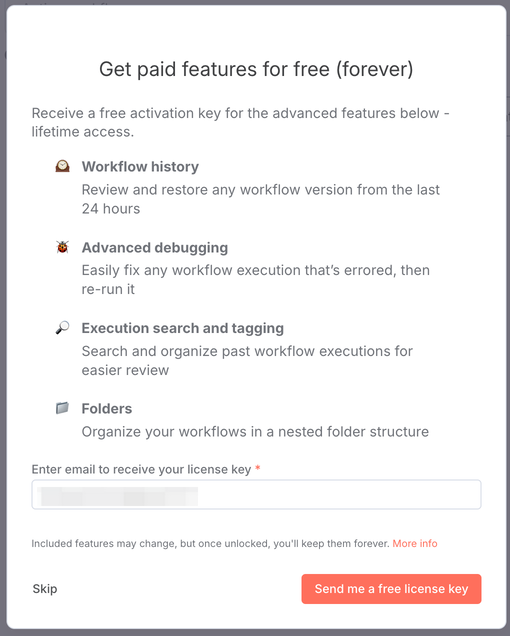 Get paid features for free (forever)
Receive a free activation key for the advanced features below -
lifetime access.
Workflow history
Review and restore any workflow version from the last
24 hours
Advanced debugging
Easily fix any workflow execution that's errored, then
re-run it
Execution search and tagging
Search and organize past workflow executions for
easier review
Folders
Organize your workflows in a nested folder structure
Enter email to receive your license key *
Included features may change, but once unlocked, you'll keep them forever. More info
Skip
Send me a free license key